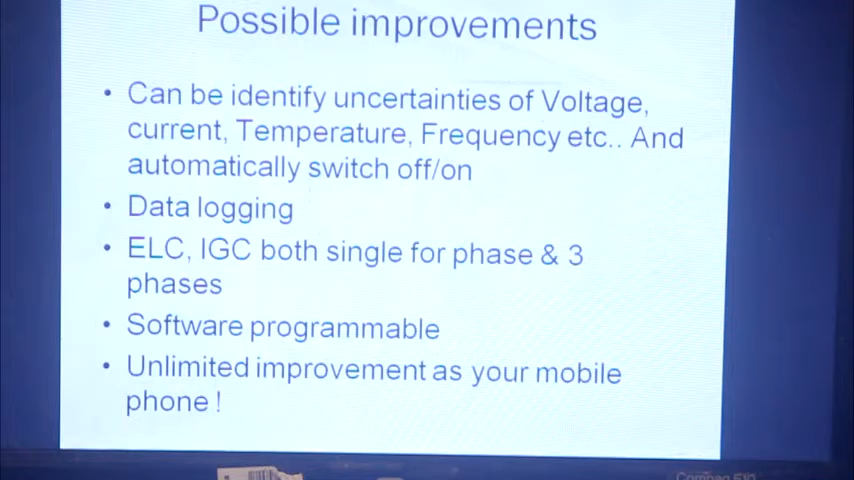 Possible improvements
• Can be identify uncertainties of Voltage,
current, Temperature, Frequency etc.. And
automatically switch off/on
• Data logging
• ELC, IGC both single for phase & 3
phases
• Software programmable
• Unlimited improvement as your mobile
phone !